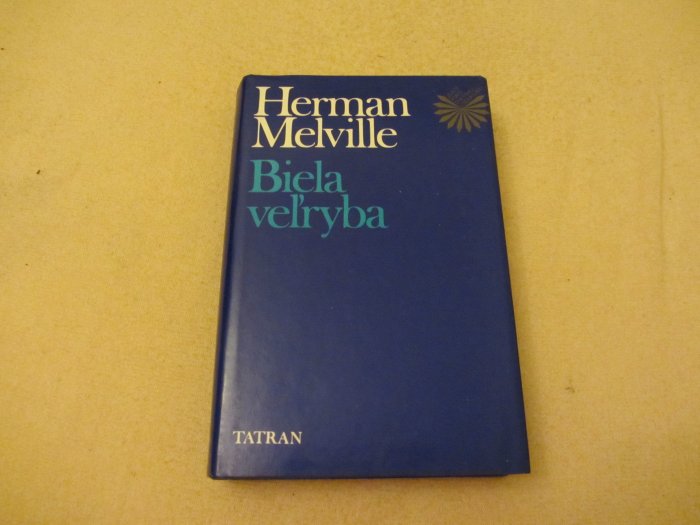 Herman
Melville
Biela
veľryba
TATRAN